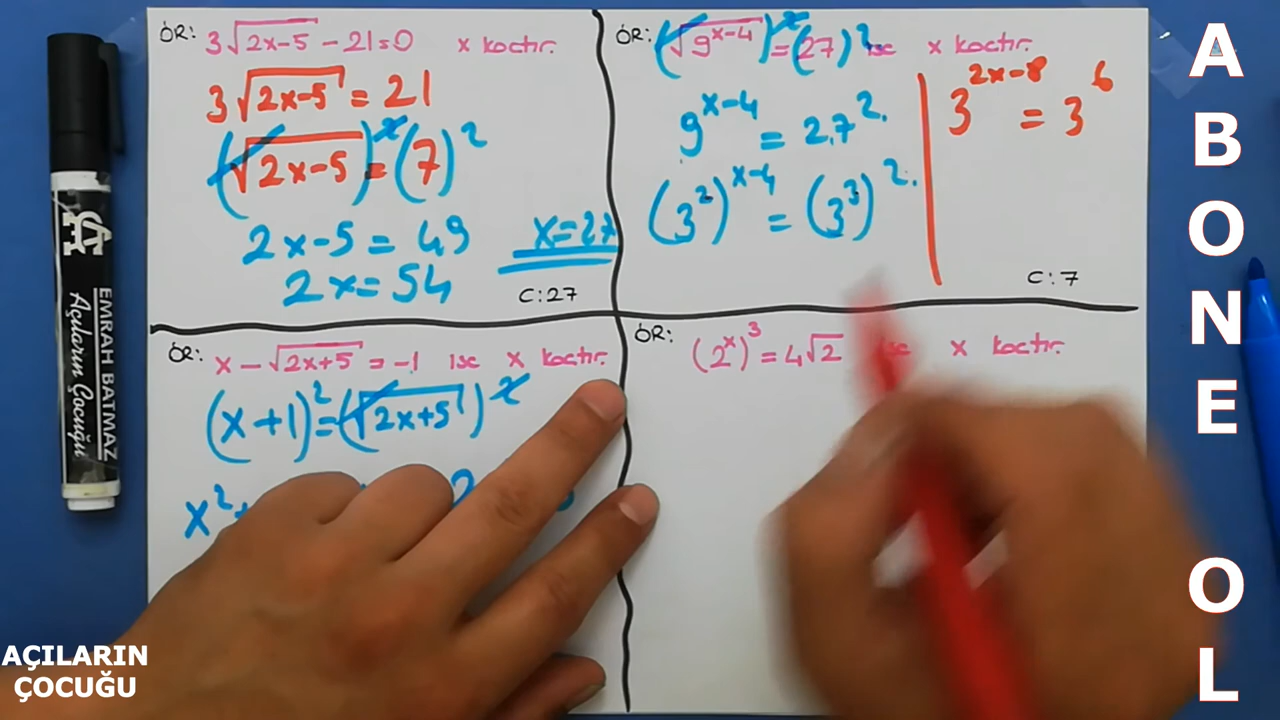 ÖR: 3√(2x-5) - 21=0 x kaçtır.
3√(2x-5) = 21
(√(2x-5))² = (7)²
2x-5 = 49
2x = 54
x=27
C:27
ÖR: (√(9^(x-4)))² = (27)² ise x kaçtır.
9^(x-4) = 27².
(3²)^(x-4) = (3³)².
3^(2x-8) = 3^6
C:7
ÖR: x - √(2x+5) = -1 ise x kaçtır.
(x+1)² = (√(2x+5))²
x²+
ÖR: (2^x)³ = 4√2 x kaçtır.
EMRAH BATMAZ
Açıların Çocuğu
AÇILARIN
ÇOCUĞU
ABONE
OL